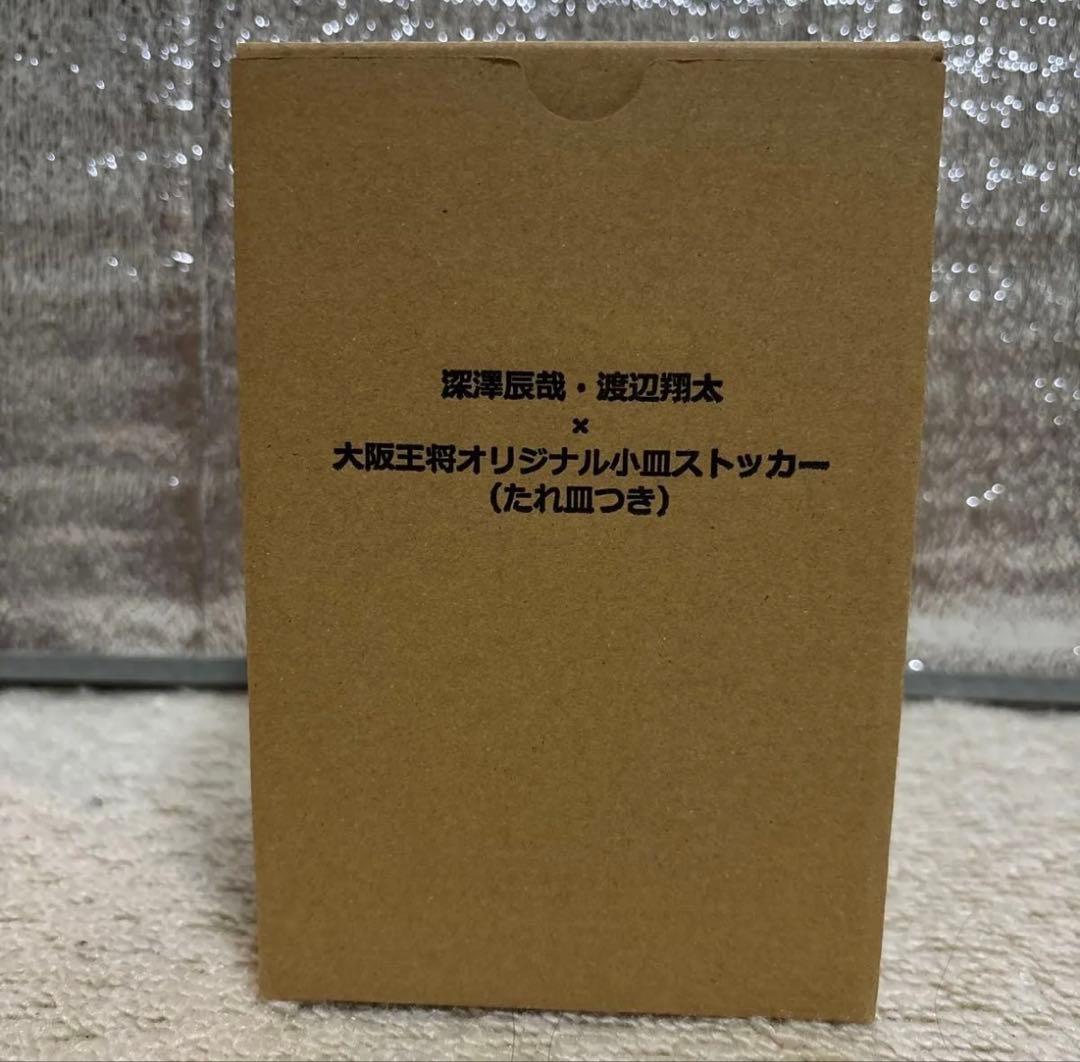 深澤辰哉・渡辺翔太
×
大阪王将オリジナル小皿ストッカー
（たれ皿つき）